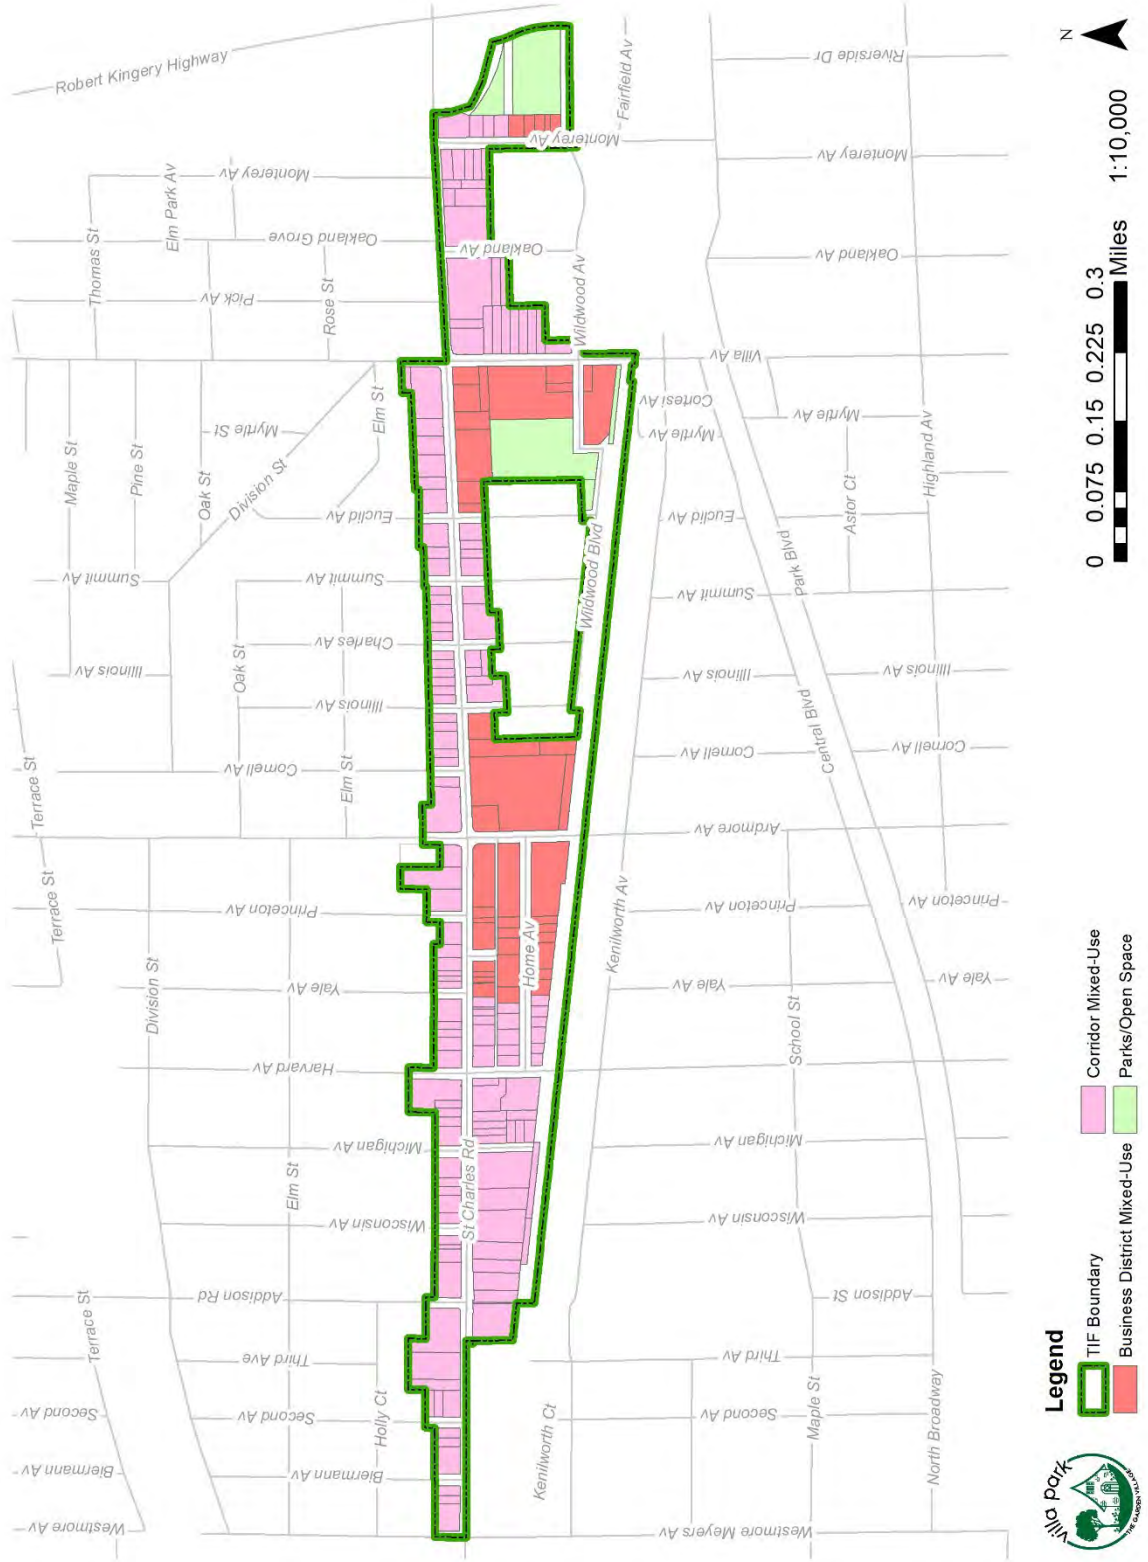 Robert Kingery Highway
Fairfield Av
Riverside Dr
N
Monterey Av
Elm Park Av
Monterey Av
Monterey Av
1:10,000
Thomas St
Oakland Grove
Oakland Av
Wildwood Av
Oakland Av
Pick Av
Rose St
Villa Av
Maple St
Pine St
Oak St
Myrtle St
Division St
Elm St
Cortesi Av
Myrtle Av
Myrtle Av
Highland Av
Euclid Av
Euclid Av
Astor Ct
Summit Av
Summit Av
Wildwood Blvd
Summit Av
Park Blvd
Charles Av
Illinois Av
Oak St
Illinois Av
Illinois Av
Illinois Av
Terrace St
Cornell Av
Elm St
Cornell Av
Central Blvd
Cornell Av
Ardmore Av
Terrace St
Princeton Av
Kenilworth Av
Princeton Av
Princeton Av
Division St
Yale Av
Home Av
Yale Av
School St
Yale Av
Harvard Av
Michigan Av
Michigan Av
Elm St
St Charles Rd
Wisconsin Av
Wisconsin Av
Addison Rd
Addison St
Terrace St
Third Ave
Third Av
Second Av
Second Av
Holly Ct
Kenilworth Ct
Second Av
Maple St
North Broadway
Biermann Av
Biermann Av
Westmore Av
Westmore Meyers Av
0 0.075 0.15 0.225 0.3
Miles
Legend
TIF Boundary
Business District Mixed-Use
Corridor Mixed-Use
Parks/Open Space
villa park
THE GARDEN VILLAGE